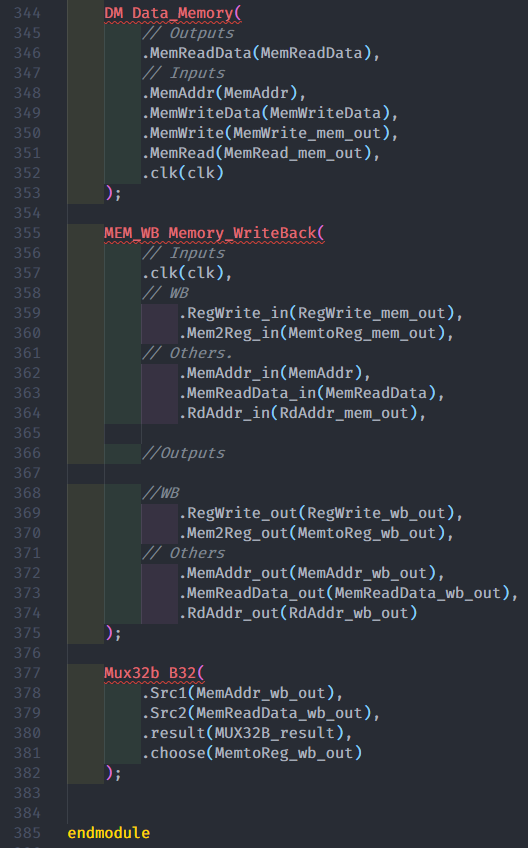 344 DM Data_Memory(
345 // Outputs
346 .MemReadData(MemReadData),
347 // Inputs
348 .MemAddr(MemAddr),
349 .MemWriteData(MemWriteData),
350 .MemWrite(MemWrite_mem_out),
351 .MemRead(MemRead_mem_out),
352 .clk(clk)
353 );
354
355 MEM_WB Memory_WriteBack(
356 // Inputs
357 .clk(clk),
358 // WB
359 .RegWrite_in(RegWrite_mem_out),
360 .Mem2Reg_in(MemtoReg_mem_out),
361 // Others.
362 .MemAddr_in(MemAddr),
363 .MemReadData_in(MemReadData),
364 .RdAddr_in(RdAddr_mem_out),
365
366 //Outputs
367
368 //WB
369 .RegWrite_out(RegWrite_wb_out),
370 .Mem2Reg_out(MemtoReg_wb_out),
371 // Others
372 .MemAddr_out(MemAddr_wb_out),
373 .MemReadData_out(MemReadData_wb_out),
374 .RdAddr_out(RdAddr_wb_out)
375 );
376
377 Mux32b B32(
378 .Src1(MemAddr_wb_out),
379 .Src2(MemReadData_wb_out),
380 .result(MUX32B_result),
381 .choose(MemtoReg_wb_out)
382 );
383
384
385 endmodule